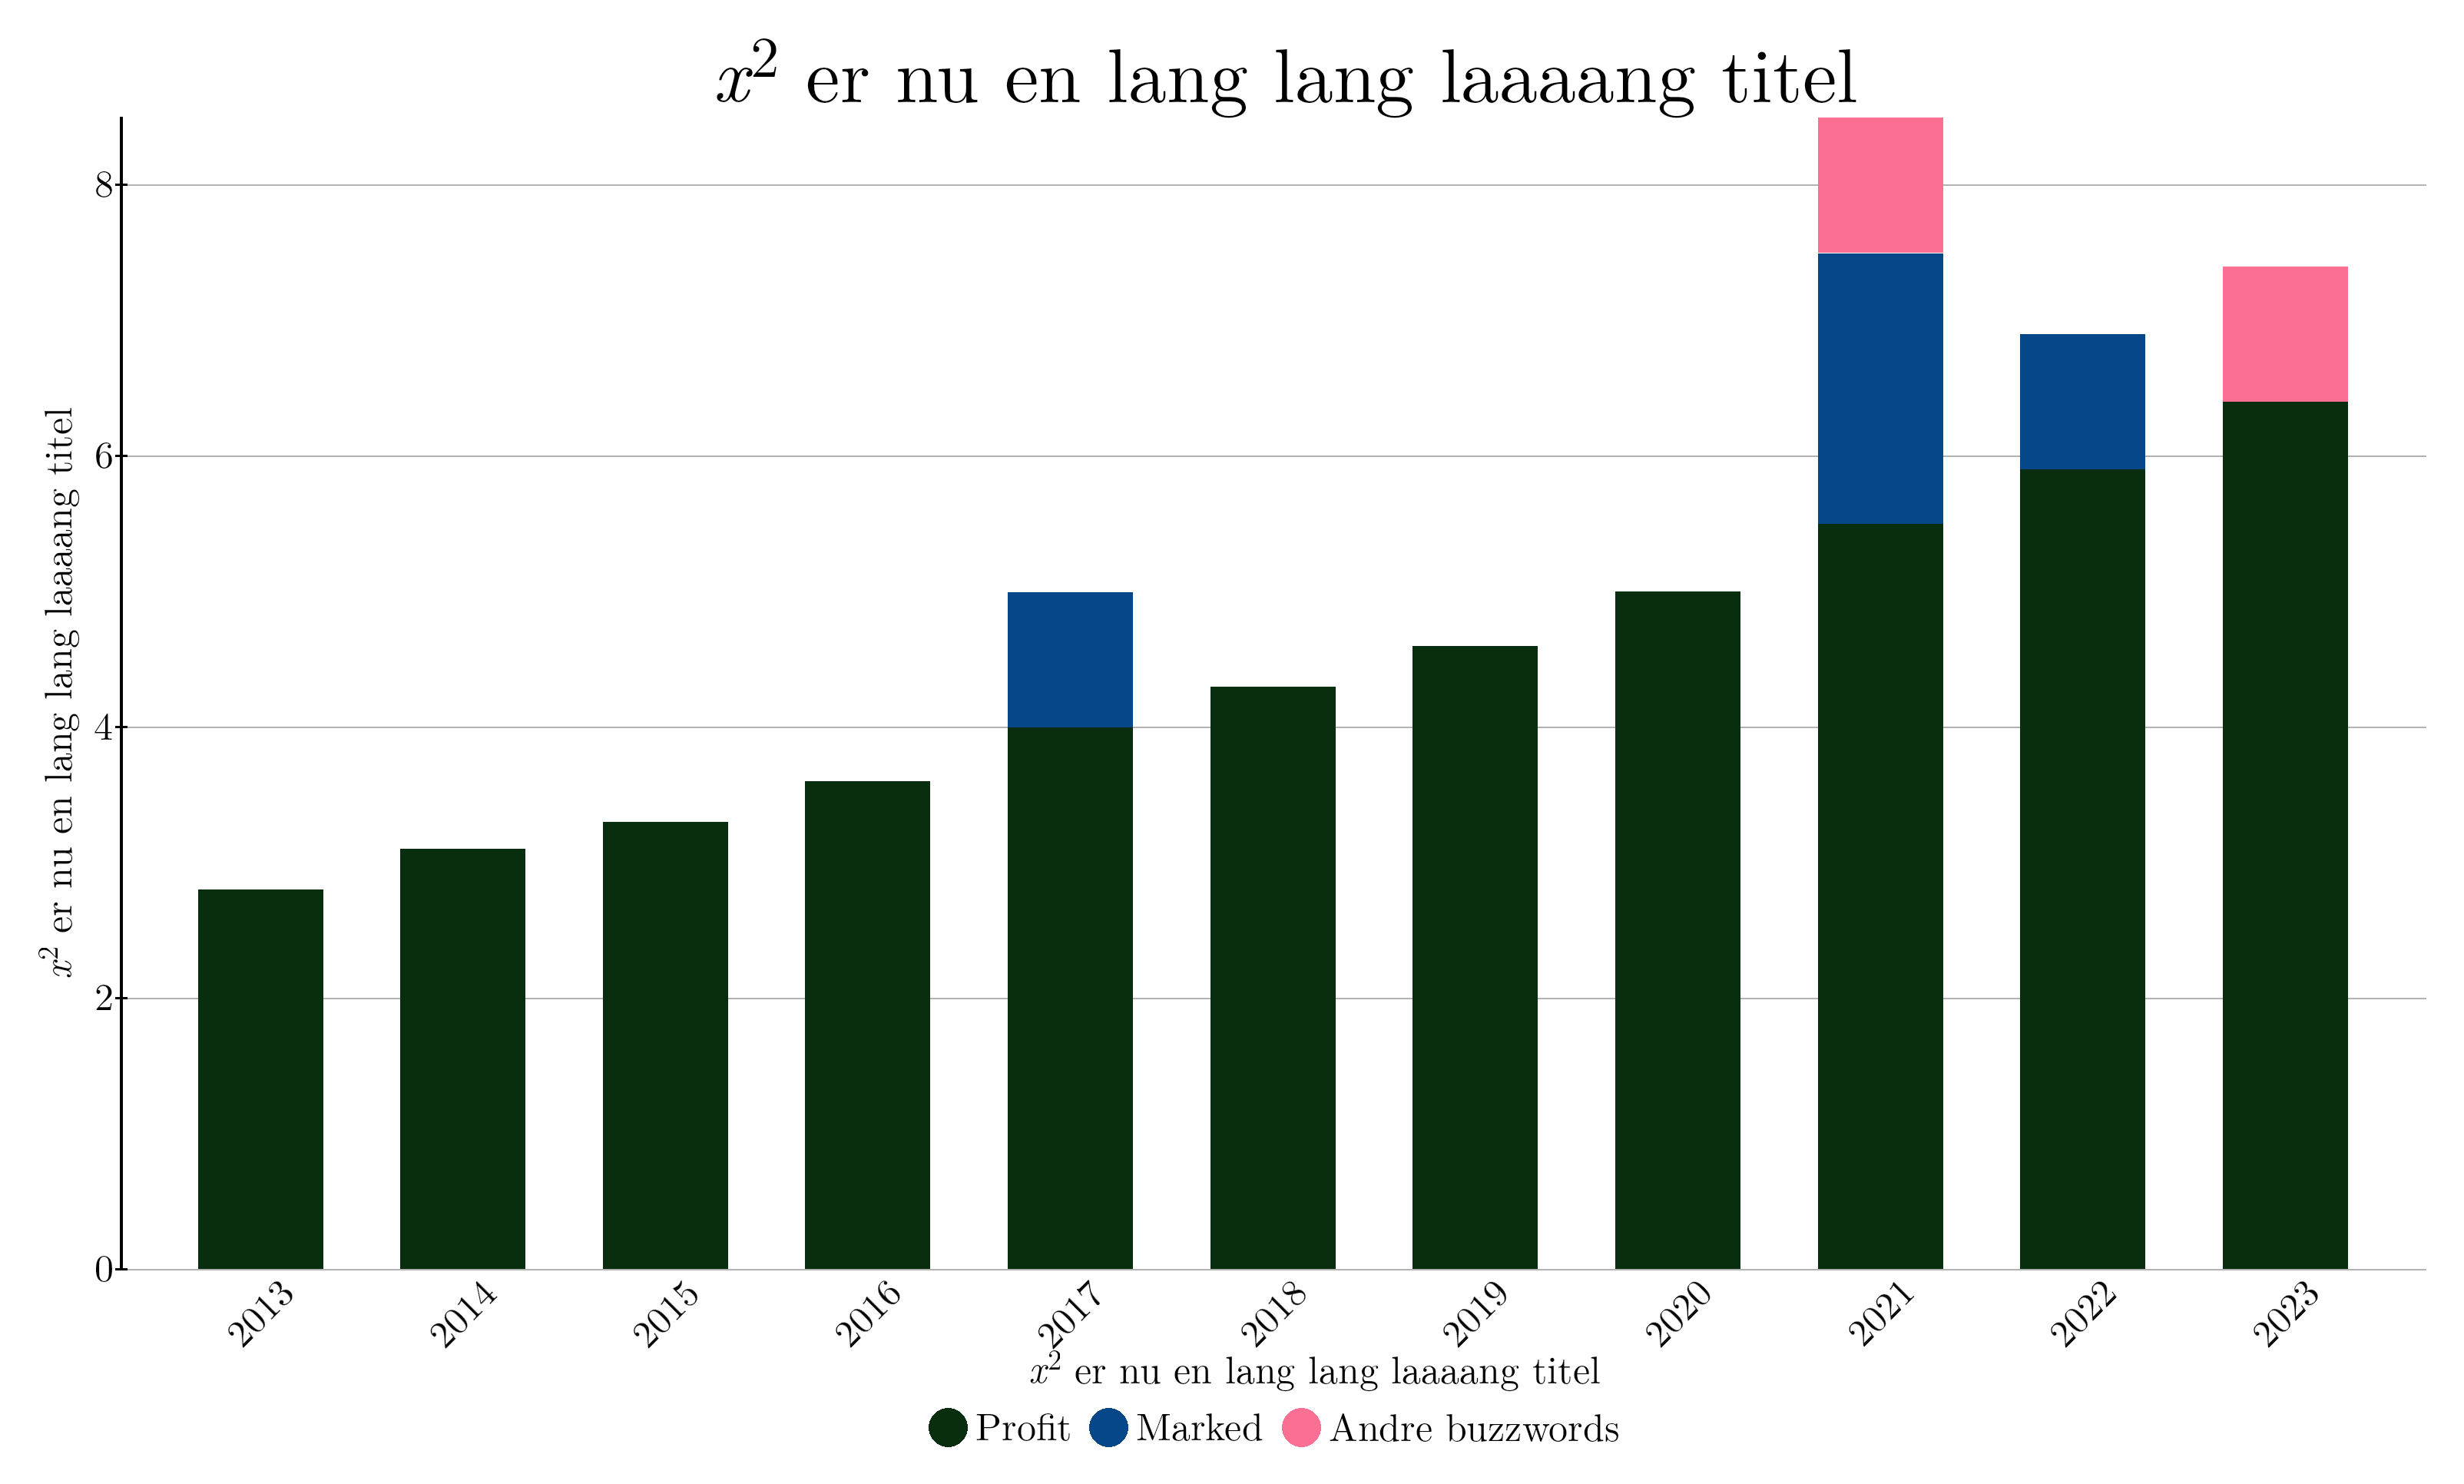 x² er nu en lang lang laaaang titel
8
6
4
2
0
x² er nu en lang lang laaaang titel
2013 2014 2015 2016 2017 2018 2019 2020 2021 2022 2023
x² er nu en lang lang laaaang titel
Profit Marked Andre buzzwords